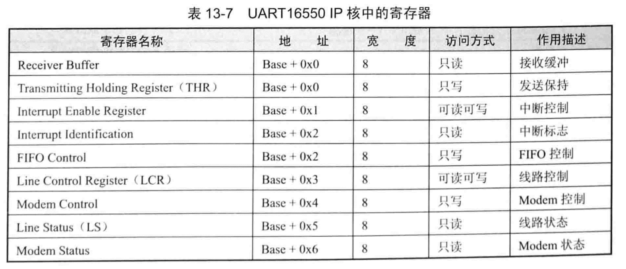 表 13-7 UART16550 IP 核中的寄存器
寄存器名称 地 址 宽 度 访问方式 作用描述
Receiver Buffer Base + 0x0 8 只读 接收缓冲
Transmitting Holding Register（THR） Base + 0x0 8 只写 发送保持
Interrupt Enable Register Base + 0x1 8 可读可写 中断控制
Interrupt Identification Base + 0x2 8 只读 中断标志
FIFO Control Base + 0x2 8 只写 FIFO 控制
Line Control Register（LCR） Base + 0x3 8 可读可写 线路控制
Modem Control Base + 0x4 8 只写 Modem 控制
Line Status（LS） Base + 0x5 8 只读 线路状态
Modem Status Base + 0x6 8 只读 Modem 状态